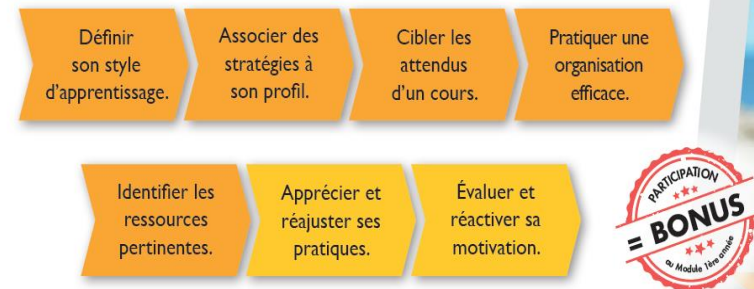 Définir
son style
d'apprentissage.
Associer des
stratégies à
son profil.
Cibler les
attendus
d'un cours.
Pratiquer une
organisation
efficace.
Identifier les
ressources
pertinentes.
Apprécier et
réajuster ses
pratiques.
Évaluer et
réactiver sa
motivation.
PARTICIPATION
= BONUS
au Module 1ère année